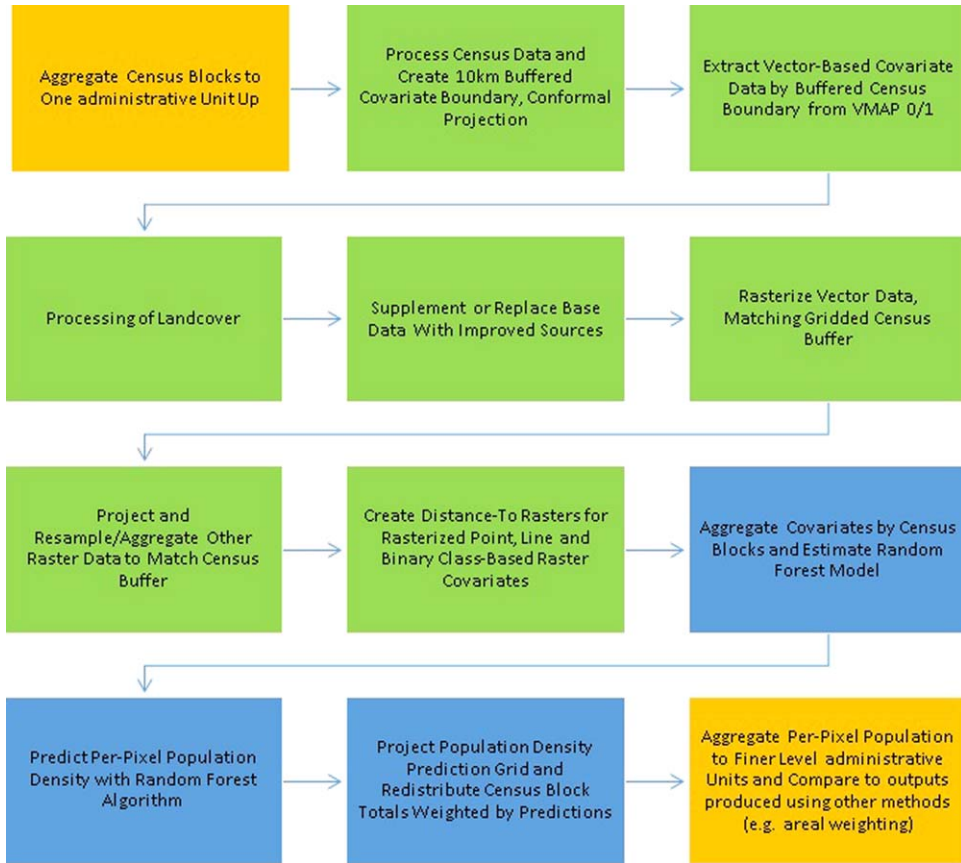 Aggregate Census Blocks to
One administrative Unit Up
Process Census Data and
Create 10km Buffered
Covariate Boundary, Conformal
Projection
Extract Vector-Based Covariate
Data by Buffered Census
Boundary from VMAP 0/1
Processing of Landcover
Supplement or Replace Base
Data With Improved Sources
Rasterize Vector Data,
Matching Gridded Census
Buffer
Project and
Resample/Aggregate Other
Raster Data to Match Census
Buffer
Create Distance-To Rasters for
Rasterized Point, Line and
Binary Class-Based Raster
Covariates
Aggregate Covariates by Census
Blocks and Estimate Random
Forest Model
Predict Per-Pixel Population
Density with Random Forest
Algorithm
Project Population Density
Prediction Grid and
Redistribute Census Block
Totals Weighted by Predictions
Aggregate Per-Pixel Population
to Finer Level administrative
Units and Compare to outputs
produced using other methods
(e.g. areal weighting)